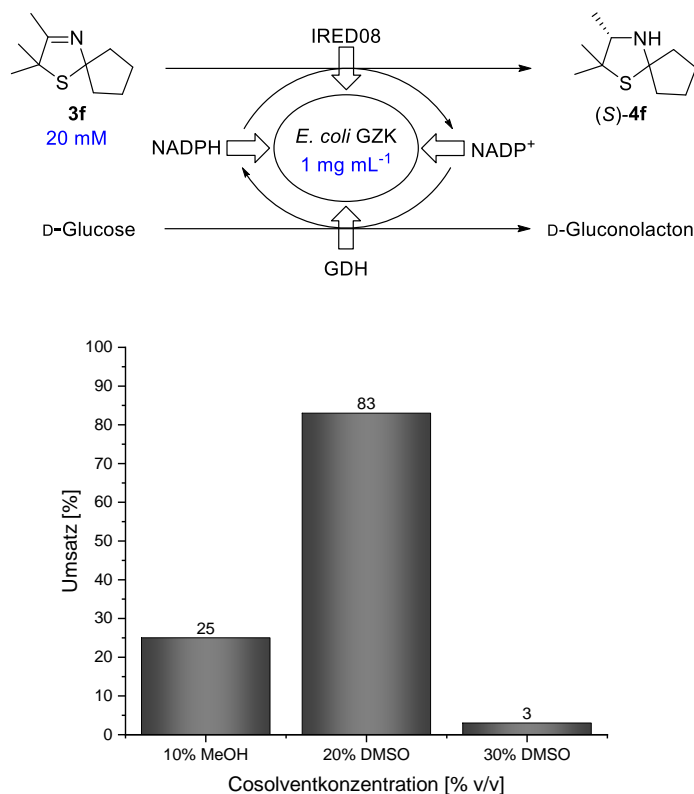 IRED08
N
S
3f
20 mM
NH
S
(S)-4f
NADPH
E. coli GZK
1 mg mL⁻¹
NADP⁺
D-Glucose
D-Gluconolacton
GDH
Umsatz [%]
100
90
80
70
60
50
40
30
20
10
0
25
83
3
10% MeOH 20% DMSO 30% DMSO
Cosolventkonzentration [% v/v]